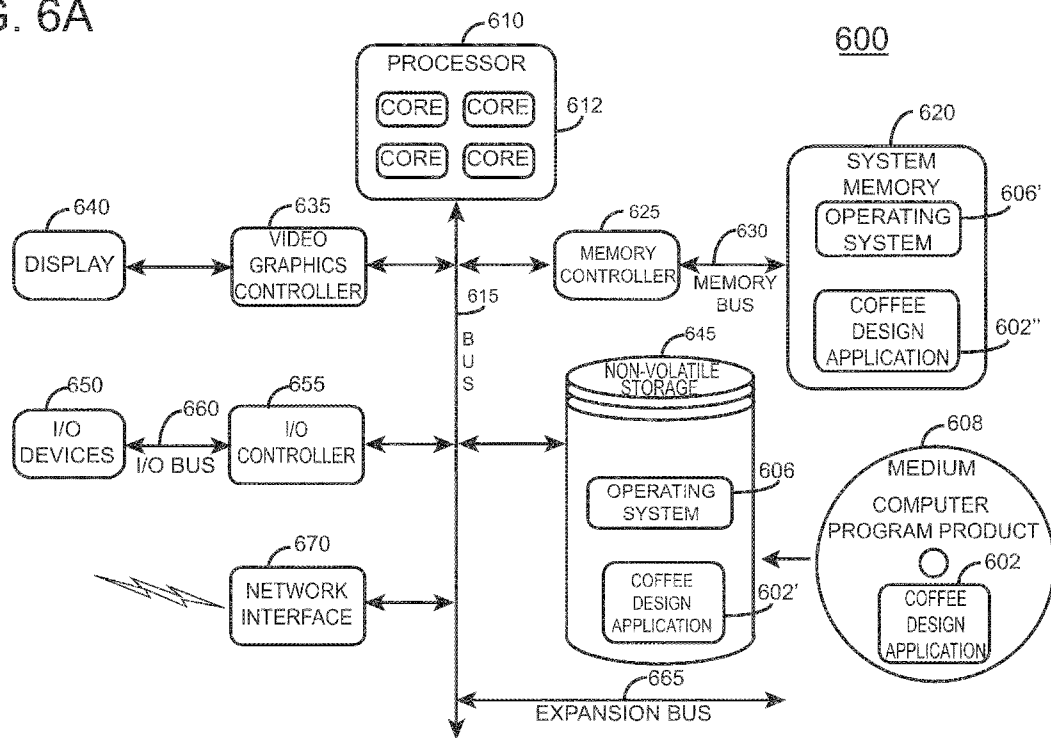 G. 6A
600
610
PROCESSOR
CORE CORE
CORE CORE
612
620
SYSTEM
MEMORY
606'
OPERATING
SYSTEM
COFFEE
DESIGN
APPLICATION
602"
640
DISPLAY
635
VIDEO
GRAPHICS
CONTROLLER
625
MEMORY
CONTROLLER
630
MEMORY
BUS
615
BUS
645
NON-VOLATILE
STORAGE
650
I/O
DEVICES
660
I/O BUS
655
I/O
CONTROLLER
606
OPERATING
SYSTEM
COFFEE
DESIGN
APPLICATION
602'
608
MEDIUM
COMPUTER
PROGRAM PRODUCT
602
COFFEE
DESIGN
APPLICATION
670
NETWORK
INTERFACE
665
EXPANSION BUS